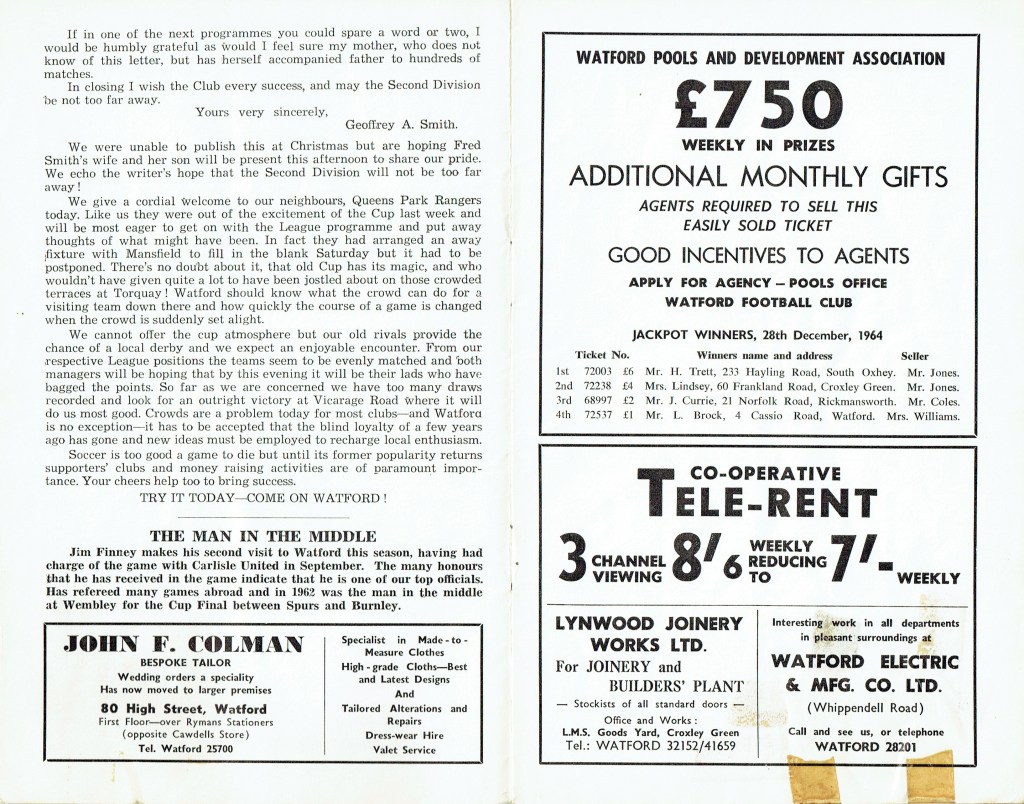 If in one of the next programmes you could spare a word or two, I
would be humbly grateful as would I feel sure my mother, who does not
know of this letter, but has herself accompanied father to hundreds of
matches.
In closing I wish the Club every success, and may the Second Division
be not too far away.
Yours very sincerely,
Geoffrey A. Smith.
We were unable to publish this at Christmas but are hoping Fred
Smith's wife and her son will be present this afternoon to share our pride.
We echo the writer's hope that the Second Division will not be too far
away !
We give a cordial welcome to our neighbours, Queens Park Rangers
today. Like us they were out of the excitement of the Cup last week and
will be most eager to get on with the League programme and put away
thoughts of what might have been. In fact they had arranged an away
fixture with Mansfield to fill in the blank Saturday but it had to be
postponed. There's no doubt about it, that old Cup has its magic, and who
wouldn't have given quite a lot to have been jostled about on those crowded
terraces at Torquay! Watford should know what the crowd can do for a
visiting team down there and how quickly the course of a game is changed
when the crowd is suddenly set alight.
We cannot offer the cup atmosphere but our old rivals provide the
chance of a local derby and we expect an enjoyable encounter. From our
respective League positions the teams seem to be evenly matched and both
managers will be hoping that by this evening it will be their lads who have
bagged the points. So far as we are concerned we have too many draws
recorded and look for an outright victory at Vicarage Road where it will
do us most good. Crowds are a problem today for most clubs—and Watford
is no exception—it has to be accepted that the blind loyalty of a few years
ago has gone and new ideas must be employed to recharge local enthusiasm.
Soccer is too good a game to die but until its former popularity returns
supporters' clubs and money raising activities are of paramount impor-
tance. Your cheers help too to bring success.
TRY IT TODAY—COME ON WATFORD !
THE MAN IN THE MIDDLE
Jim Finney makes his second visit to Watford this season, having had
charge of the game with Carlisle United in September. The many honours
that he has received in the game indicate that he is one of our top officials.
Has refereed many games abroad and in 1962 was the man in the middle
at Wembley for the Cup Final between Spurs and Burnley.
JOHN F. COLMAN
BESPOKE TAILOR
Wedding orders a speciality
Has now moved to larger premises
80 High Street, Watford
First Floor—over Rymans Stationers
(opposite Cawdells Store)
Tel. Watford 25700
Specialist in Made-to-
Measure Clothes
High-grade Cloths—Best
and Latest Designs
And
Tailored Alterations and
Repairs
Dress-wear Hire
Valet Service
WATFORD POOLS AND DEVELOPMENT ASSOCIATION
£750
WEEKLY IN PRIZES
ADDITIONAL MONTHLY GIFTS
AGENTS REQUIRED TO SELL THIS
EASILY SOLD TICKET
GOOD INCENTIVES TO AGENTS
APPLY FOR AGENCY – POOLS OFFICE
WATFORD FOOTBALL CLUB
JACKPOT WINNERS, 28th December, 1964
Ticket No. Winners name and address Seller
1st 72003 £6 Mr. H. Trett, 233 Hayling Road, South Oxhey. Mr. Jones.
2nd 72238 £4 Mrs. Lindsey, 60 Frankland Road, Croxley Green. Mr. Jones.
3rd 68997 £2 Mr. J. Currie, 21 Norfolk Road, Rickmansworth. Mr. Coles.
4th 72537 £1 Mr. L. Brock, 4 Cassio Road, Watford. Mrs. Williams.
CO-OPERATIVE
TELE-RENT
3 CHANNEL VIEWING 8/6 WEEKLY REDUCING TO 7/- WEEKLY
LYNWOOD JOINERY
WORKS LTD.
For JOINERY and
BUILDERS' PLANT
— Stockists of all standard doors —
Office and Works :
L.M.S. Goods Yard, Croxley Green
Tel.: WATFORD 32152/41659
Interesting work in all departments
in pleasant surroundings at
WATFORD ELECTRIC
& MFG. CO. LTD.
(Whippendell Road)
Call and see us, or telephone
WATFORD 28201